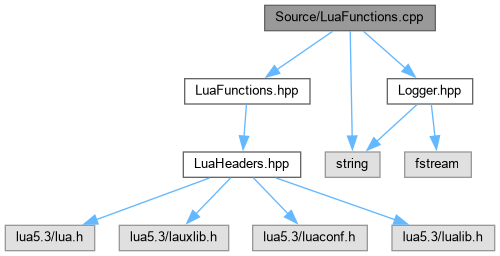 Source/LuaFunctions.cpp
LuaFunctions.hpp
Logger.hpp
LuaHeaders.hpp
string
fstream
lua5.3/lua.h
lua5.3/lauxlib.h
lua5.3/luaconf.h
lua5.3/lualib.h